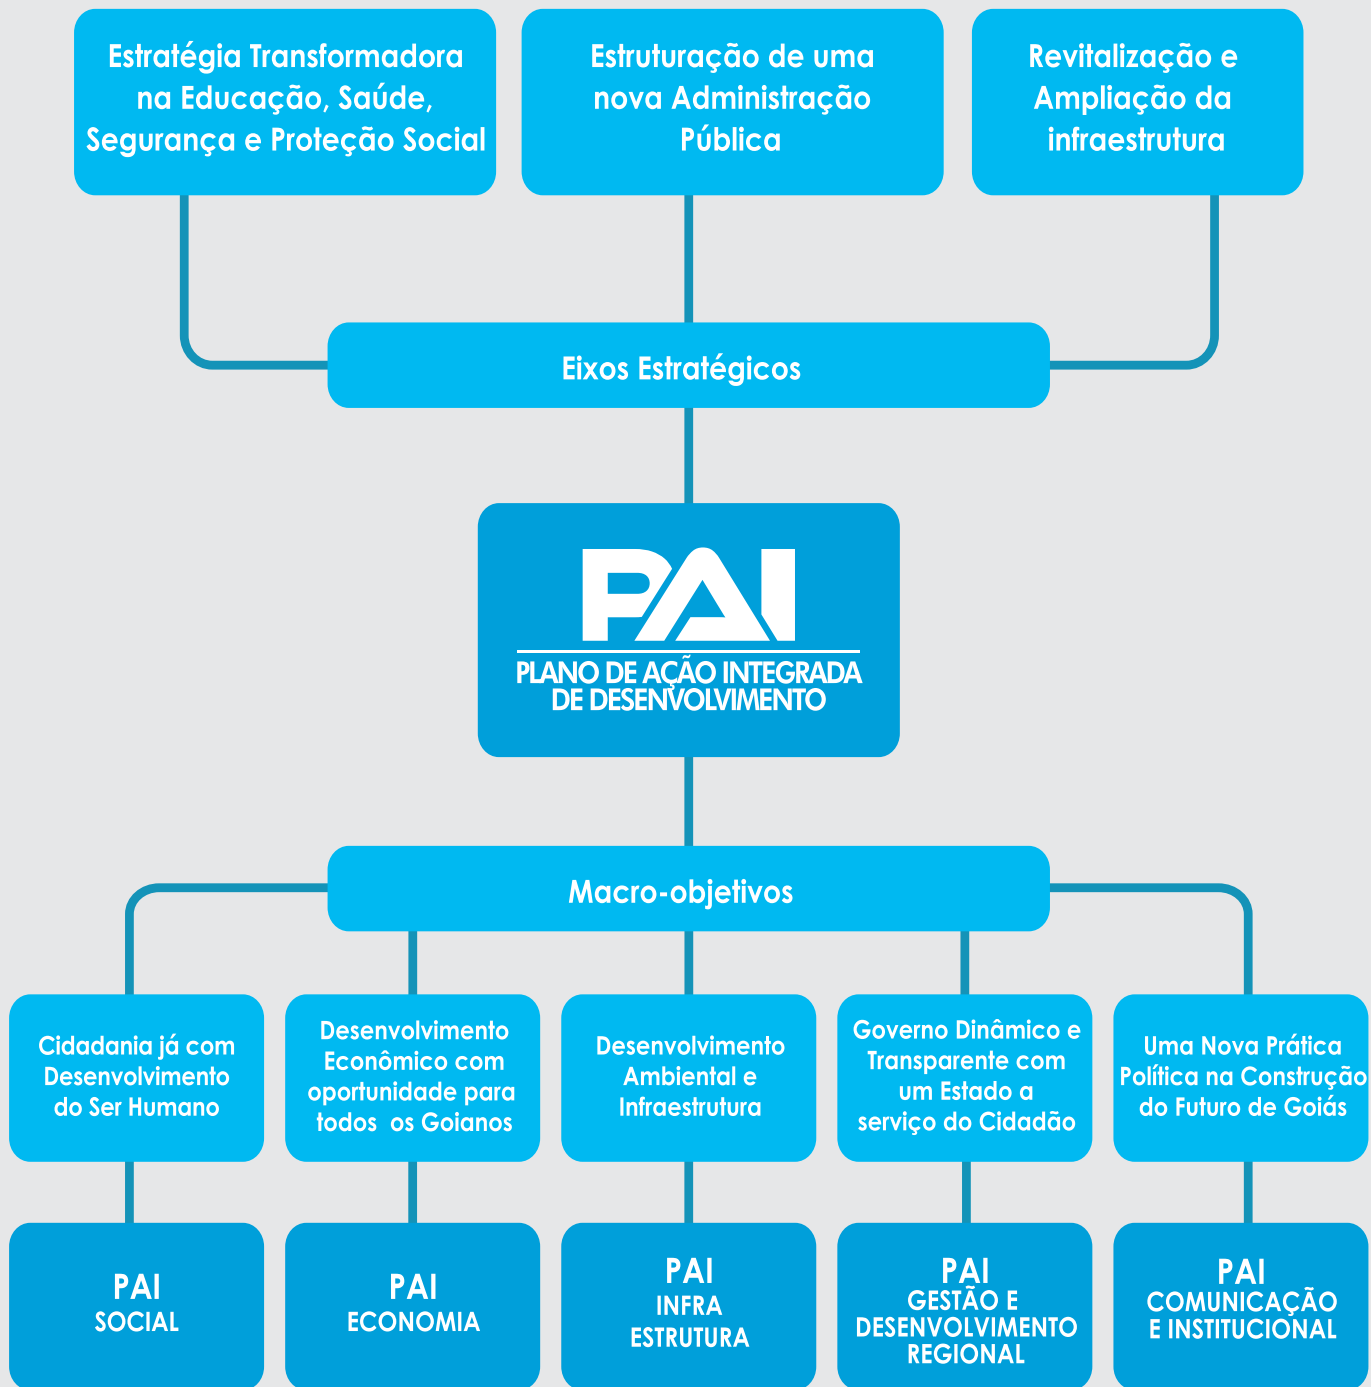 Estratégia Transformadora
na Educação, Saúde,
Segurança e Proteção Social
Estruturação de uma
nova Administração
Pública
Revitalização e
Ampliação da
infraestrutura
Eixos Estratégicos
PAI
PLANO DE AÇÃO INTEGRADA
DE DESENVOLVIMENTO
Macro-objetivos
Cidadania já com
Desenvolvimento
do Ser Humano
Desenvolvimento
Econômico com
oportunidade para
todos os Goianos
Desenvolvimento
Ambiental e
Infraestrutura
Governo Dinâmico e
Transparente com
um Estado a
serviço do Cidadão
Uma Nova Prática
Política na Construção
do Futuro de Goiás
PAI
SOCIAL
PAI
ECONOMIA
PAI
INFRA
ESTRUTURA
PAI
GESTÃO E
DESENVOLVIMENTO
REGIONAL
PAI
COMUNICAÇÃO
E INSTITUCIONAL